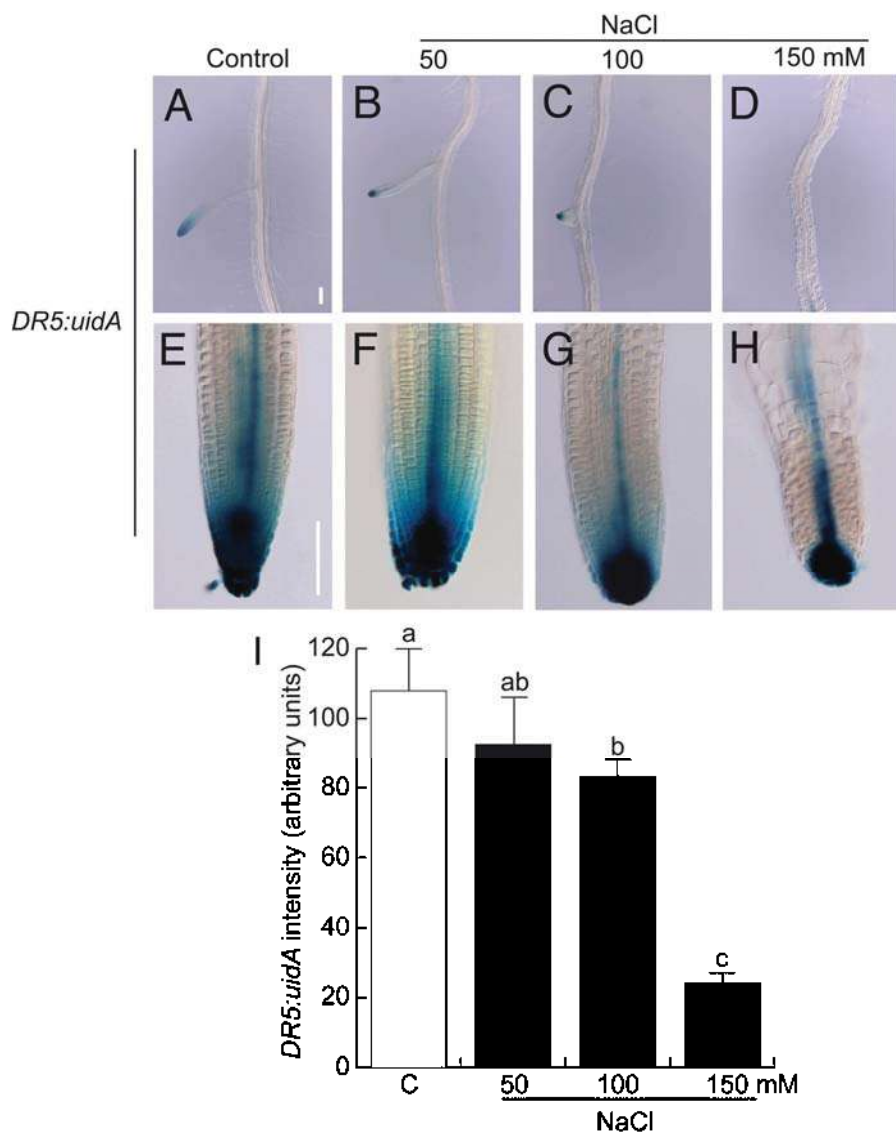 NaCl
Control 50 100 150 mM
A B C D
DR5:uidA
E F G H
I
DR5:uidA intensity (arbitrary units)
120
100
80
60
40
20
0
a
ab
b
c
C 50 100 150 mM
NaCl